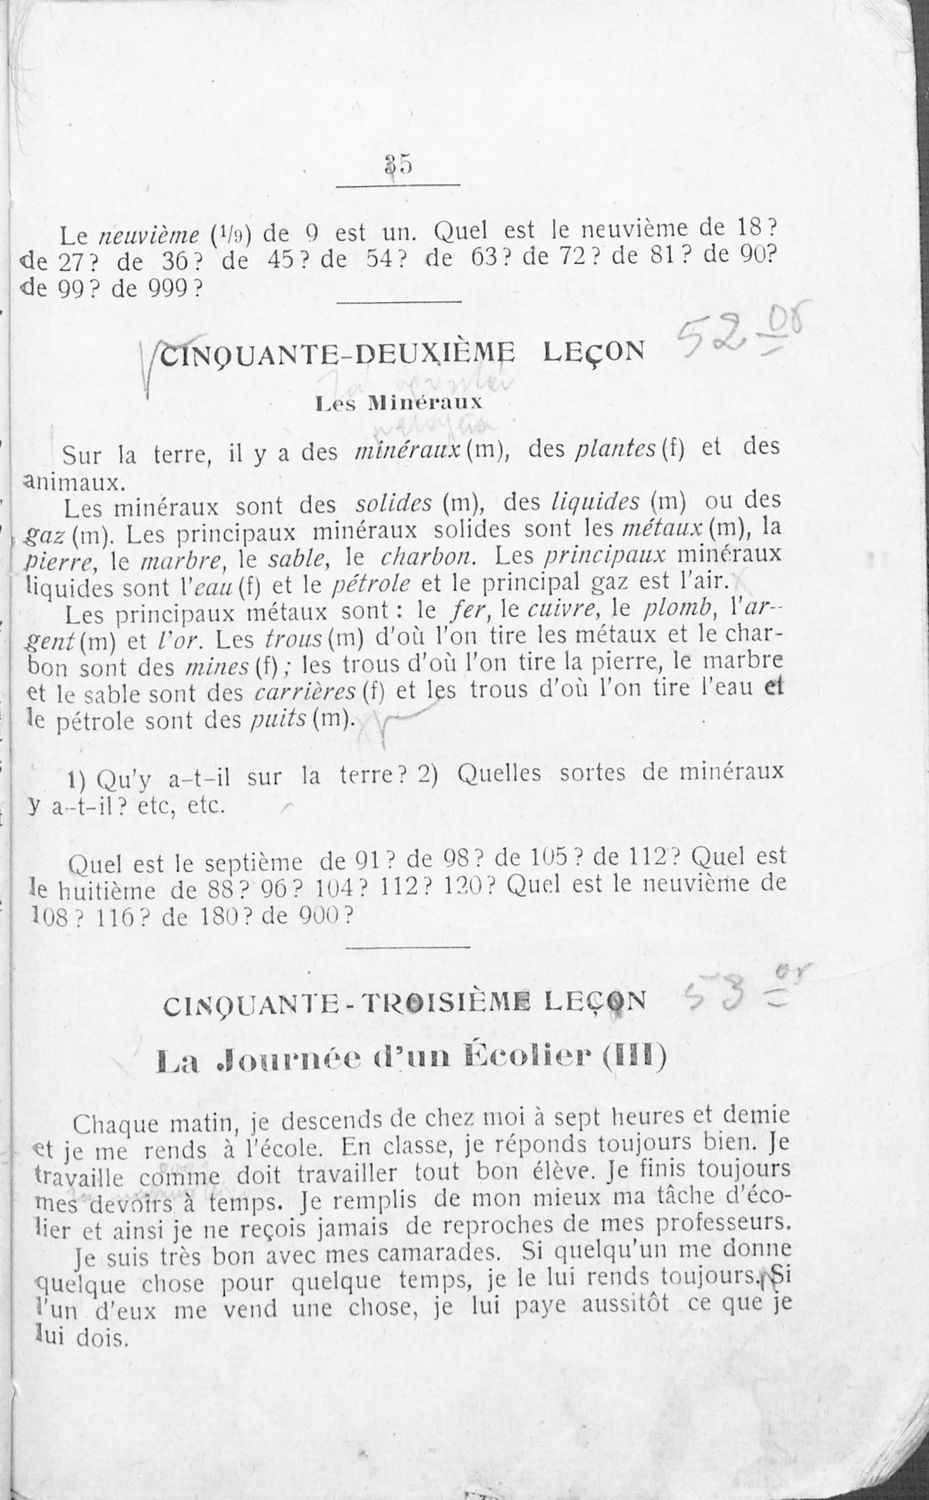 35
Le neuvième (1/9) de 9 est un. Quel est le neuvième de 18?
de 27? de 36? de 45? de 54? de 63? de 72? de 81? de 90?
de 99? de 999?
CINQUANTE-DEUXIÈME LEÇON 52 or
Les Minéraux
Sur la terre, il y a des minéraux (m), des plantes (f) et des
animaux.
Les minéraux sont des solides (m), des liquides (m) ou des
gaz (m). Les principaux minéraux solides sont les métaux (m), la
pierre, le marbre, le sable, le charbon. Les principaux minéraux
liquides sont l'eau (f) et le pétrole et le principal gaz est l'air.
Les principaux métaux sont : le fer, le cuivre, le plomb, l'ar-
gent (m) et l'or. Les trous (m) d'où l'on tire les métaux et le char-
bon sont des mines (f) ; les trous d'où l'on tire la pierre, le marbre
et le sable sont des carrières (f) et les trous d'où l'on tire l'eau et
le pétrole sont des puits (m).
1) Qu'y a-t-il sur la terre? 2) Quelles sortes de minéraux
y a-t-il? etc, etc.
Quel est le septième de 91? de 98? de 105? de 112? Quel est
le huitième de 88? 96? 104? 112? 120? Quel est le neuvième de
108? 116? de 180? de 900?
CINQUANTE-TROISIÈME LEÇON 53 or
La Journée d'un Écolier (III)
Chaque matin, je descends de chez moi à sept heures et demie
et je me rends à l'école. En classe, je réponds toujours bien. Je
travaille comme doit travailler tout bon élève. Je finis toujours
mes devoirs à temps. Je remplis de mon mieux ma tâche d'éco-
lier et ainsi je ne reçois jamais de reproches de mes professeurs.
Je suis très bon avec mes camarades. Si quelqu'un me donne
quelque chose pour quelque temps, je le lui rends toujours. Si
l'un d'eux me vend une chose, je lui paye aussitôt ce que je
lui dois.